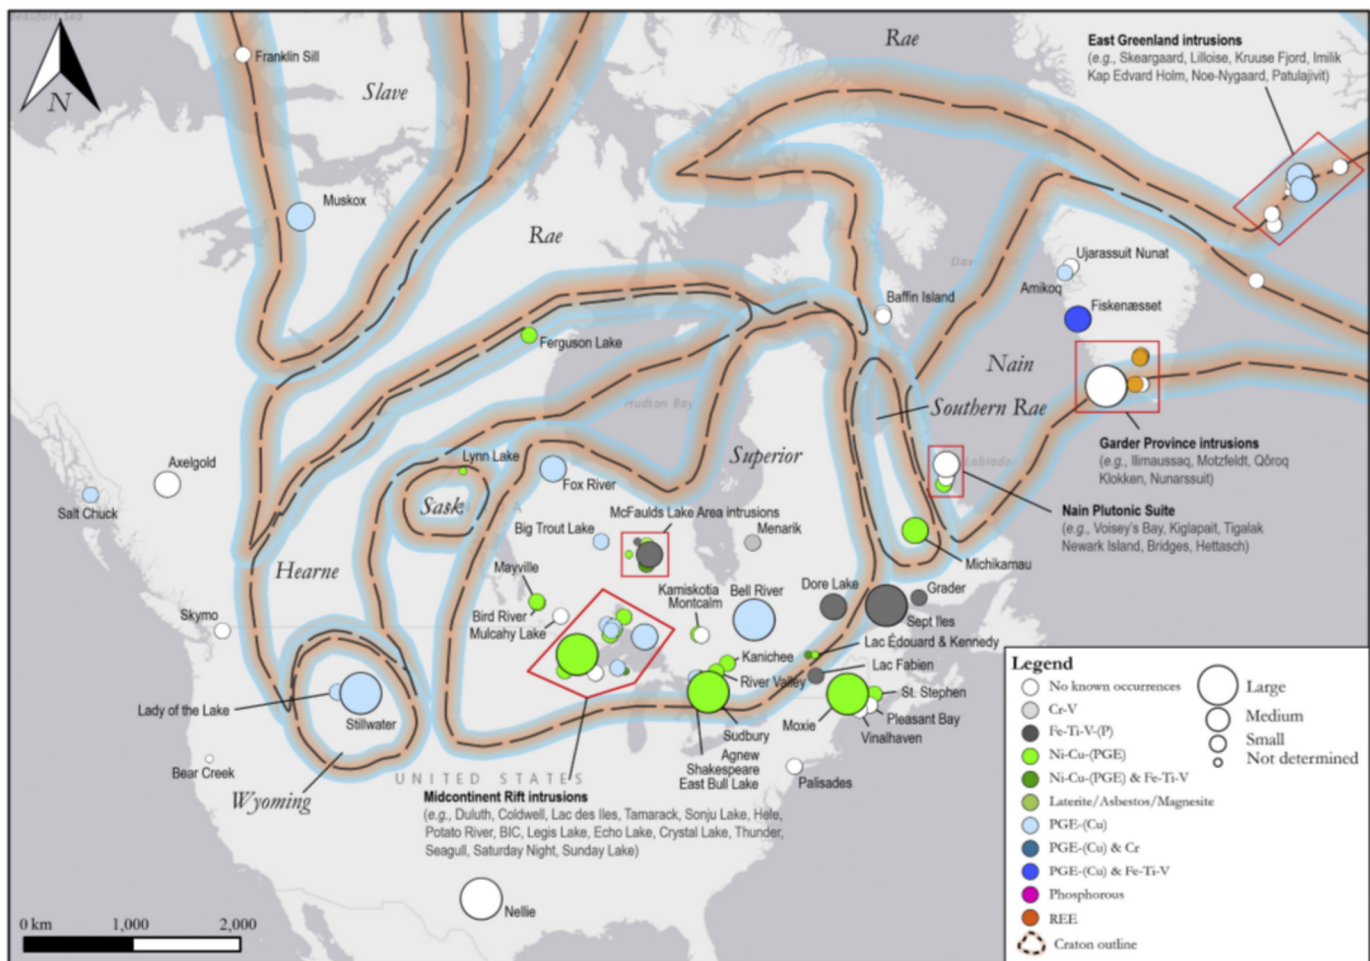 Beaufort Sea
Franklin Sill
N
Slave
Rae
East Greenland intrusions
(e.g., Skeargaard, Lilloise, Kruuse Fjord, Imilik
Kap Edvard Holm, Noe-Nygaard, Patulajivit)
Muskox
Rae
Davis
Ujarassuit Nunat
Amikoq
Baffin Island
Fiskenæsset
Ferguson Lake
Nain
Hudson Bay
Southern Rae
Garder Province intrusions
(e.g., Ilimaussaq, Motzfeldt, Qôroq
Klokken, Nunarssuit)
Axelgold
Salt Chuck
Lynn Lake
Sask
Fox River
Superior
Labrador
McFaulds Lake Area intrusions
Big Trout Lake
Menarik
Nain Plutonic Suite
(e.g., Voisey's Bay, Kiglapait, Tigalak
Newark Island, Bridges, Hettasch)
Michikamau
Hearne
Mayville
Kamiskotia
Montcalm
Bell River
Dore Lake
Grader
Sept Iles
Skymo
Bird River
Mulcahy Lake
Lac Édouard & Kennedy
Kanichee
Lac Fabien
River Valley
Lady of the Lake
Stillwater
St. Stephen
Moxie
Pleasant Bay
Vinalhaven
Sudbury
Agnew
Shakespeare
East Bull Lake
Palisades
Bear Creek
UNITED STATES
Wyoming
Midcontinent Rift intrusions
(e.g., Duluth, Coldwell, Lac des Iles, Tamarack, Sonju Lake, Hele,
Potato River, BIC, Legis Lake, Echo Lake, Crystal Lake, Thunder,
Seagull, Saturday Night, Sunday Lake)
Nellie
0 km 1,000 2,000
Legend
No known occurrences
Cr-V
Fe-Ti-V-(P)
Ni-Cu-(PGE)
Ni-Cu-(PGE) & Fe-Ti-V
Laterite/Asbestos/Magnesite
PGE-(Cu)
PGE-(Cu) & Cr
PGE-(Cu) & Fe-Ti-V
Phosphorous
REE
Craton outline
Large
Medium
Small
Not determined